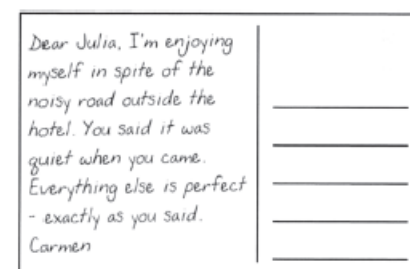 Dear Julia, I'm enjoying
myself in spite of the
noisy road outside the
hotel. You said it was
quiet when you came.
Everything else is perfect
- exactly as you said.
Carmen